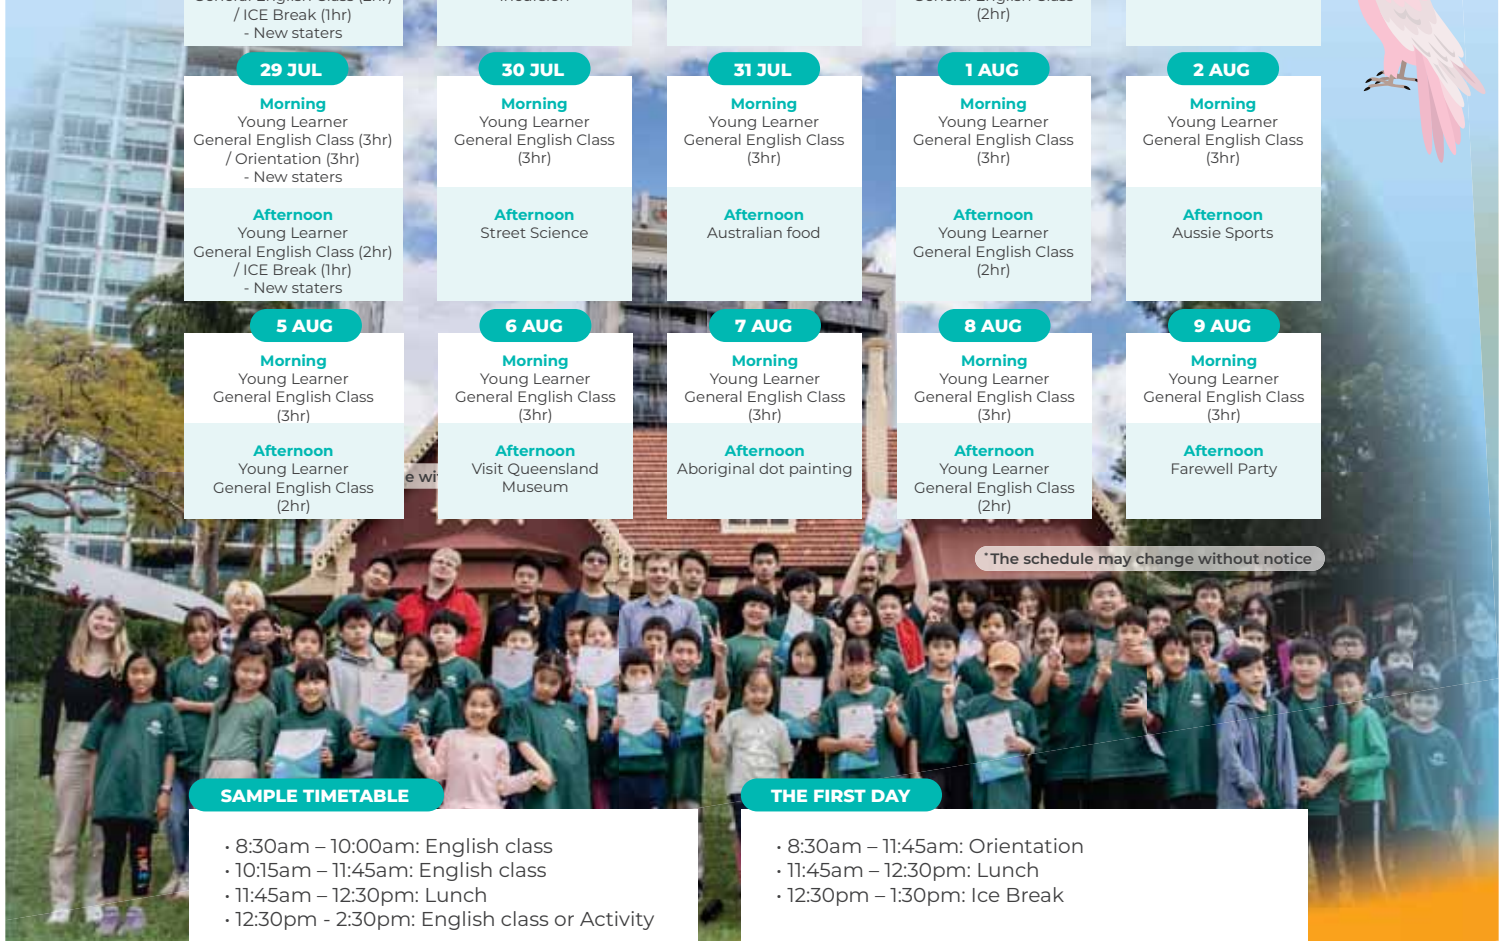 / ICE Break (1hr)
- New staters
(2hr)
29 JUL
Morning
Young Learner
General English Class (3hr)
/ Orientation (3hr)
- New staters
Afternoon
Young Learner
General English Class (2hr)
/ ICE Break (1hr)
- New staters
30 JUL
Morning
Young Learner
General English Class
(3hr)
Afternoon
Street Science
31 JUL
Morning
Young Learner
General English Class
(3hr)
Afternoon
Australian food
1 AUG
Morning
Young Learner
General English Class
(3hr)
Afternoon
Young Learner
General English Class
(2hr)
2 AUG
Morning
Young Learner
General English Class
(3hr)
Afternoon
Aussie Sports
5 AUG
Morning
Young Learner
General English Class
(3hr)
Afternoon
Young Learner
General English Class
(2hr)
6 AUG
Morning
Young Learner
General English Class
(3hr)
Afternoon
Visit Queensland
Museum
7 AUG
Morning
Young Learner
General English Class
(3hr)
Afternoon
Aboriginal dot painting
8 AUG
Morning
Young Learner
General English Class
(3hr)
Afternoon
Young Learner
General English Class
(2hr)
9 AUG
Morning
Young Learner
General English Class
(3hr)
Afternoon
Farewell Party
*The schedule may change without notice
SAMPLE TIMETABLE
• 8:30am – 10:00am: English class
• 10:15am – 11:45am: English class
• 11:45am – 12:30pm: Lunch
• 12:30pm - 2:30pm: English class or Activity
THE FIRST DAY
• 8:30am – 11:45am: Orientation
• 11:45am – 12:30pm: Lunch
• 12:30pm – 1:30pm: Ice Break